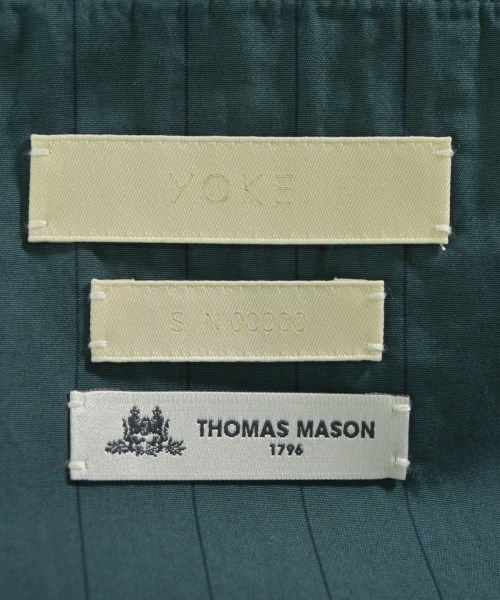 YOKE
S/N 00000
THOMAS MASON
1796